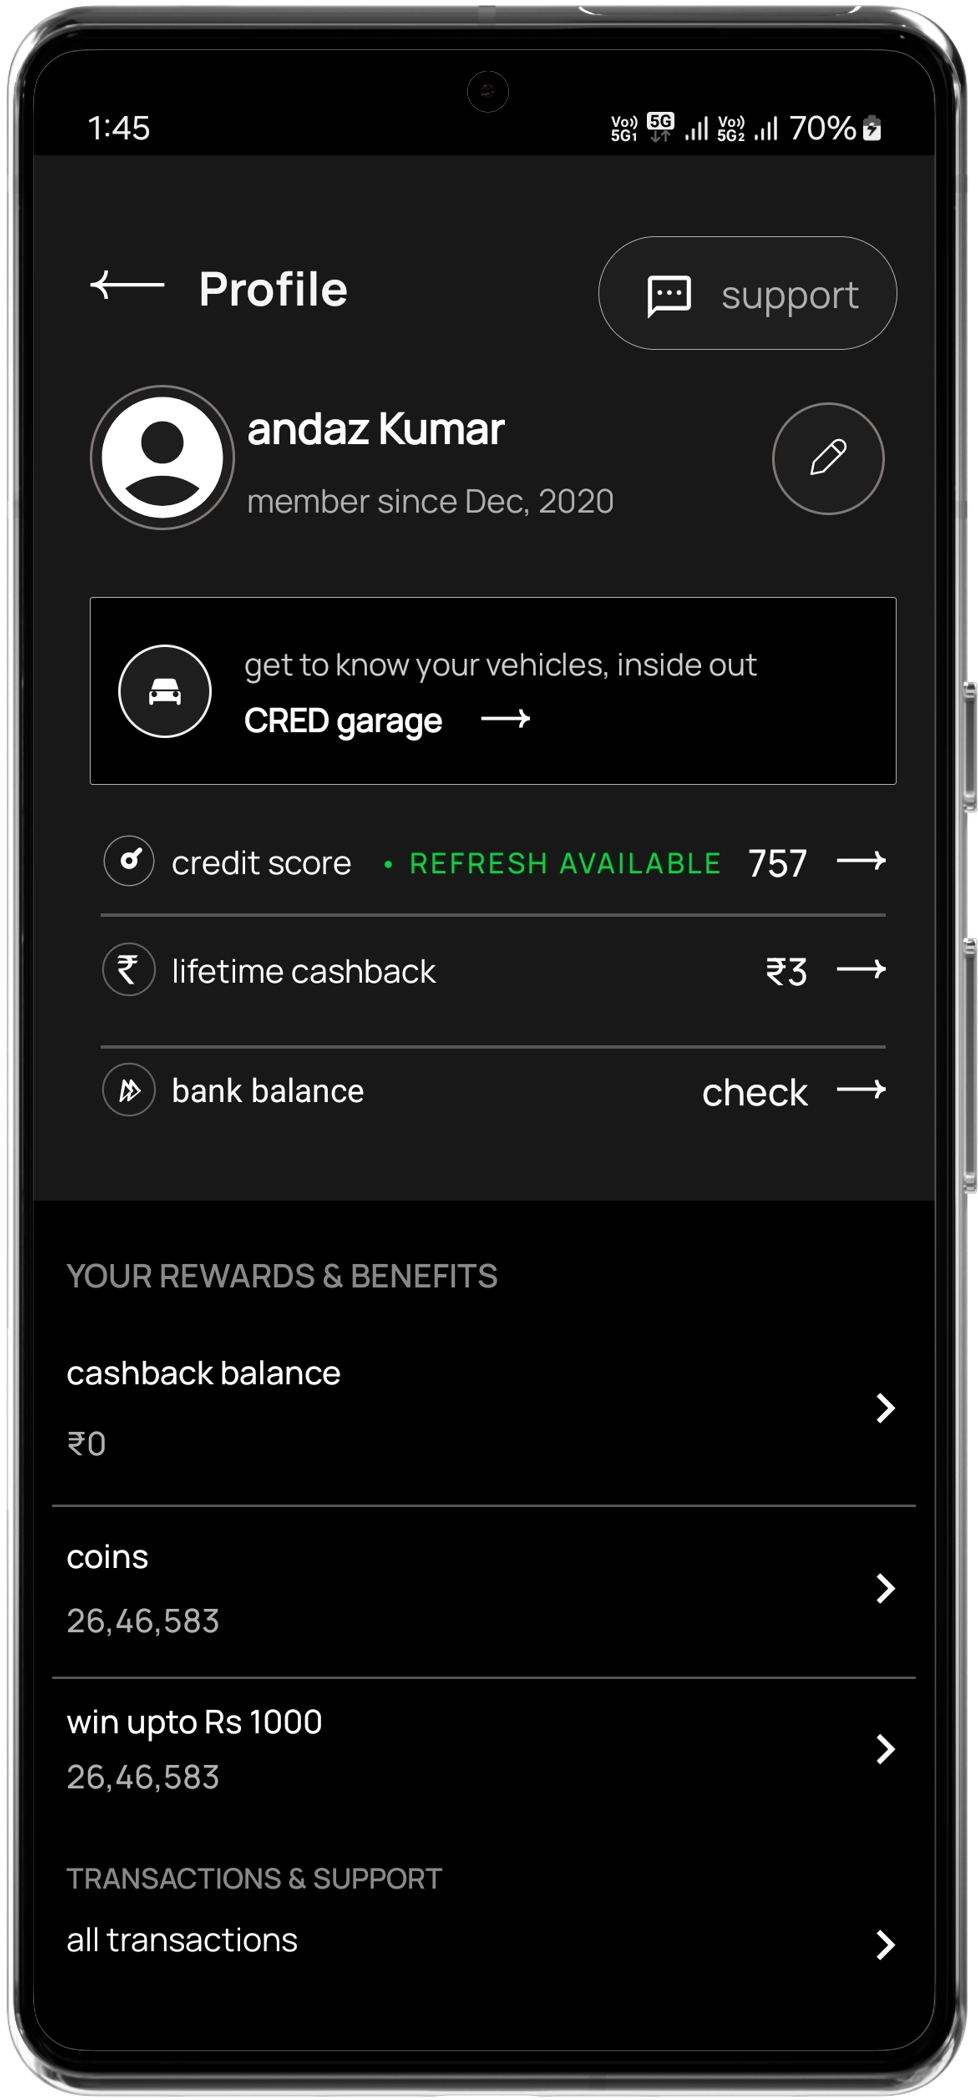 1:45 Vo)) 5G1 5G Vo)) 5G2 70%
Profile
support
andaz Kumar
member since Dec, 2020
get to know your vehicles, inside out
CRED garage
credit score • REFRESH AVAILABLE 757
₹ lifetime cashback ₹3
bank balance check
YOUR REWARDS & BENEFITS
cashback balance
₹0
coins
26,46,583
win upto Rs 1000
26,46,583
TRANSACTIONS & SUPPORT
all transactions